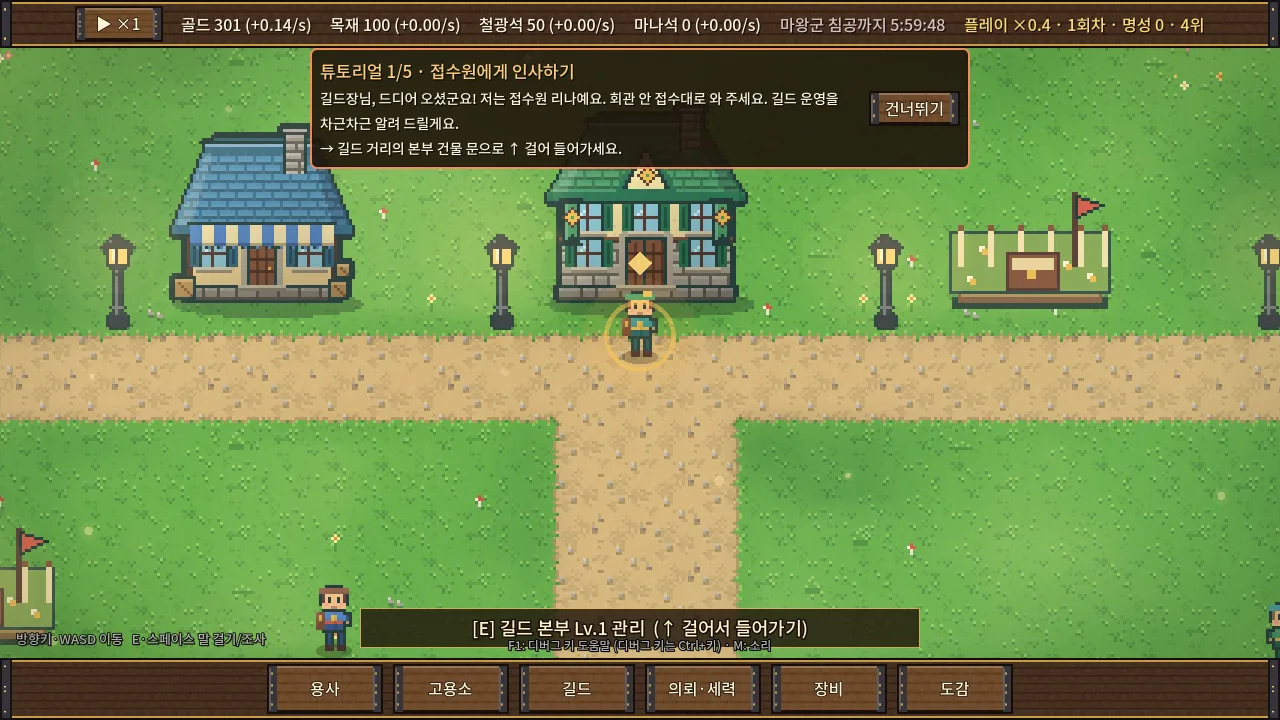 ▶ ×1 골드 301 (+0.14/s) 목재 100 (+0.00/s) 철광석 50 (+0.00/s) 마나석 0 (+0.00/s) 마왕군 침공까지 5:59:48 플레이 ×0.4 · 1회차 · 명성 0 · 4위
튜토리얼 1/5 · 접수원에게 인사하기
길드장님, 드디어 오셨군요! 저는 접수원 리나예요. 회관 안 접수대로 와 주세요. 길드 운영을
차근차근 알려 드릴게요.
→ 길드 거리의 본부 건물 문으로 ↑ 걸어 들어가세요.
건너뛰기
[E] 길드 본부 Lv.1 관리 (↑ 걸어서 들어가기)
방향키·WASD 이동 E·스페이스 말 걸기/조사
F1: 디버그 키 도움말 (디버그 키는 Ctrl+키) · M: 소리
용사 고용소 길드 의뢰·세력 장비 도감